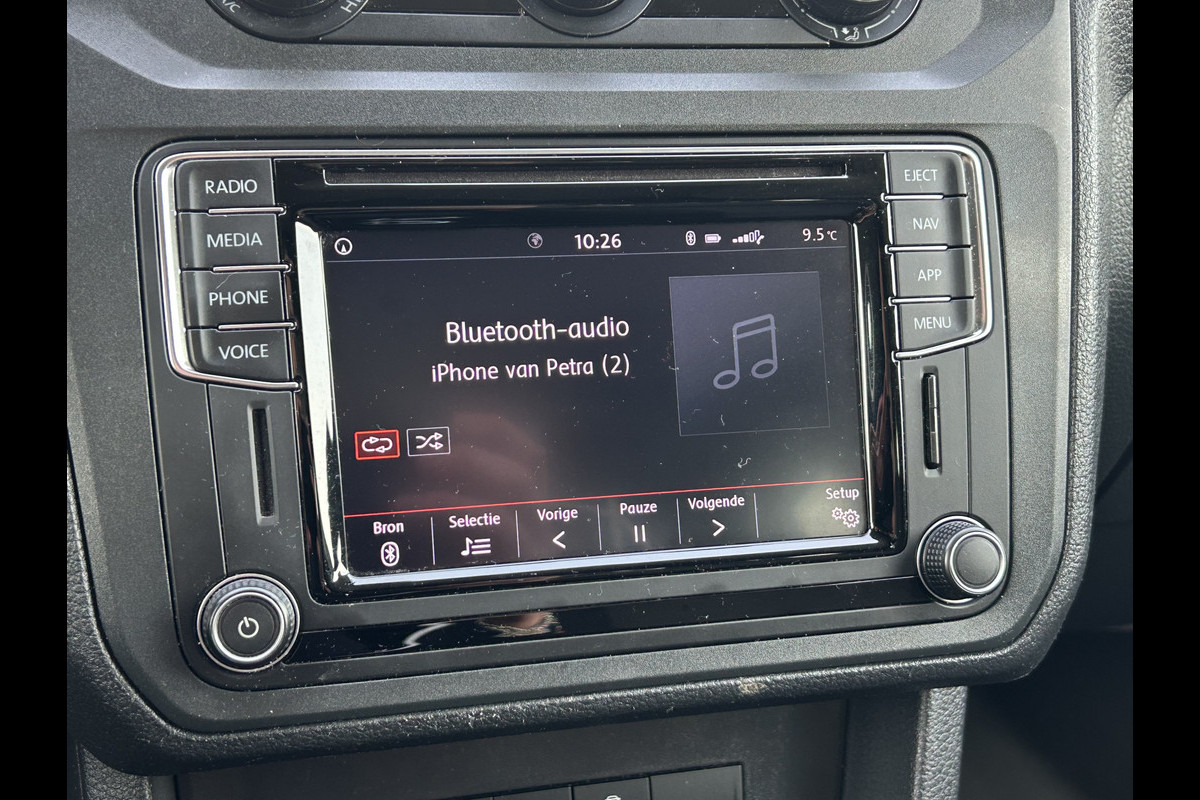 A/C
RADIO
MEDIA
PHONE
VOICE
EJECT
NAV
APP
MENU
10:26
9.5°C
Bluetooth-audio
iPhone van Petra (2)
Bron
Selectie
Vorige
Pauze
Volgende
Setup